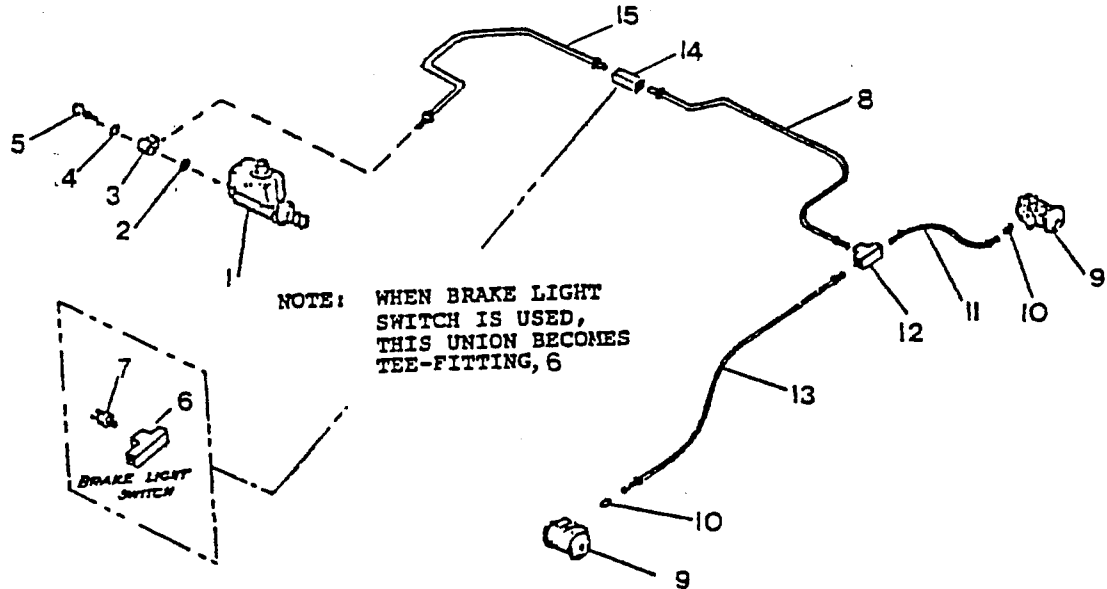 15
14
8
5
4
3
2
1
9
10
11
12
NOTE: WHEN BRAKE LIGHT
SWITCH IS USED,
THIS UNION BECOMES
TEE-FITTING, 6
7
6
13
BRAKE LIGHT
SWITCH
10
9